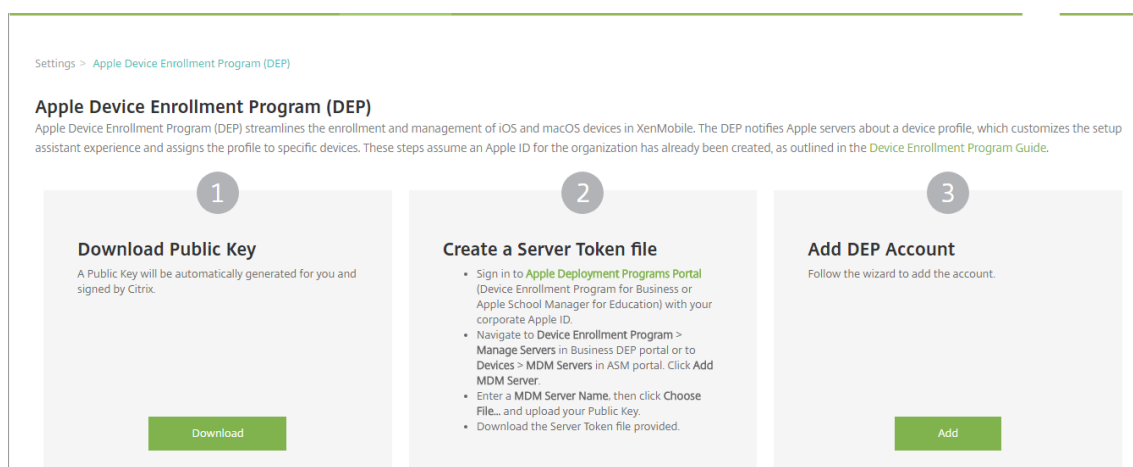 Settings > Apple Device Enrollment Program (DEP)
Apple Device Enrollment Program (DEP)
Apple Device Enrollment Program (DEP) streamlines the enrollment and management of iOS and macOS devices in XenMobile. The DEP notifies Apple servers about a device profile, which customizes the setup
assistant experience and assigns the profile to specific devices. These steps assume an Apple ID for the organization has already been created, as outlined in the Device Enrollment Program Guide.
1
Download Public Key
A Public Key will be automatically generated for you and
signed by Citrix.
Download
2
Create a Server Token file
• Sign in to Apple Deployment Programs Portal
(Device Enrollment Program for Business or
Apple School Manager for Education) with your
corporate Apple ID.
• Navigate to Device Enrollment Program >
Manage Servers in Business DEP portal or to
Devices > MDM Servers in ASM portal. Click Add
MDM Server.
• Enter a MDM Server Name, then click Choose
File... and upload your Public Key.
• Download the Server Token file provided.
3
Add DEP Account
Follow the wizard to add the account.
Add